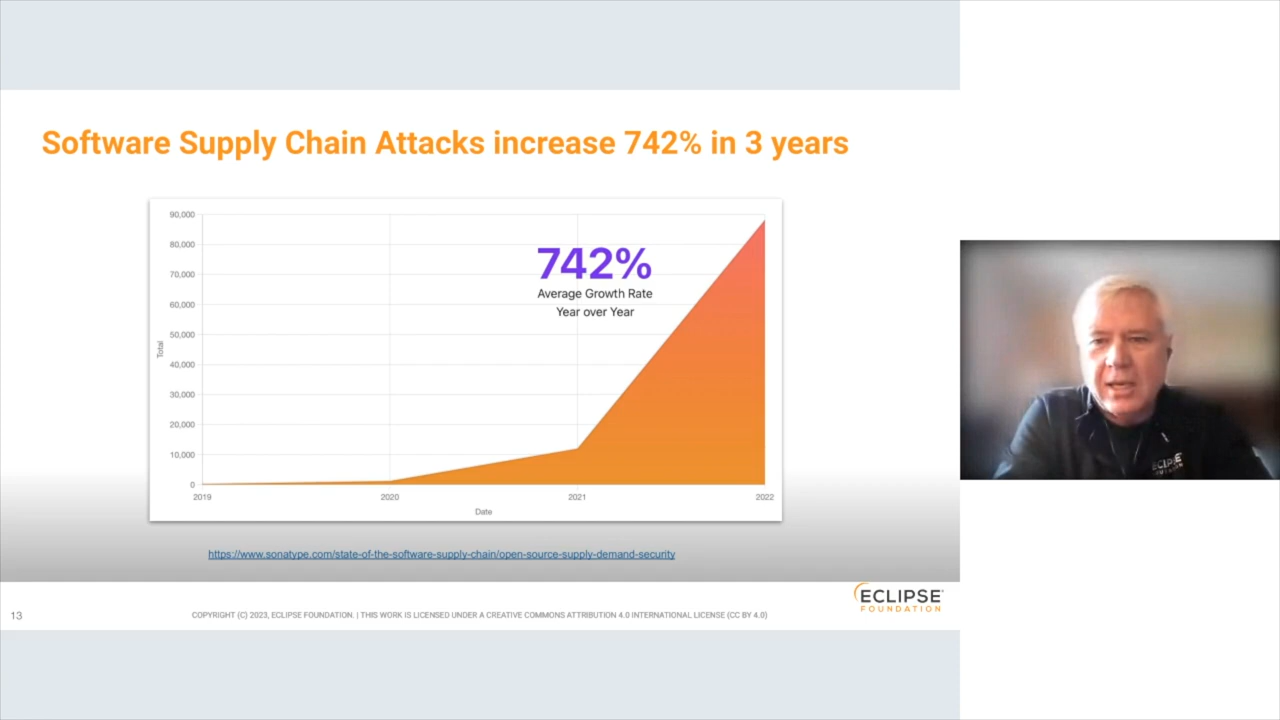 Software Supply Chain Attacks increase 742% in 3 years
90,000
80,000
70,000
60,000
50,000
40,000
30,000
20,000
10,000
0
Total
742%
Average Growth Rate
Year over Year
2019 2020 2021 2022
Date
https://www.sonatype.com/state-of-the-software-supply-chain/open-source-supply-demand-security
13
COPYRIGHT (C) 2023, ECLIPSE FOUNDATION. | THIS WORK IS LICENSED UNDER A CREATIVE COMMONS ATTRIBUTION 4.0 INTERNATIONAL LICENSE (CC BY 4.0)
ECLIPSE
FOUNDATION
ECLIPSE